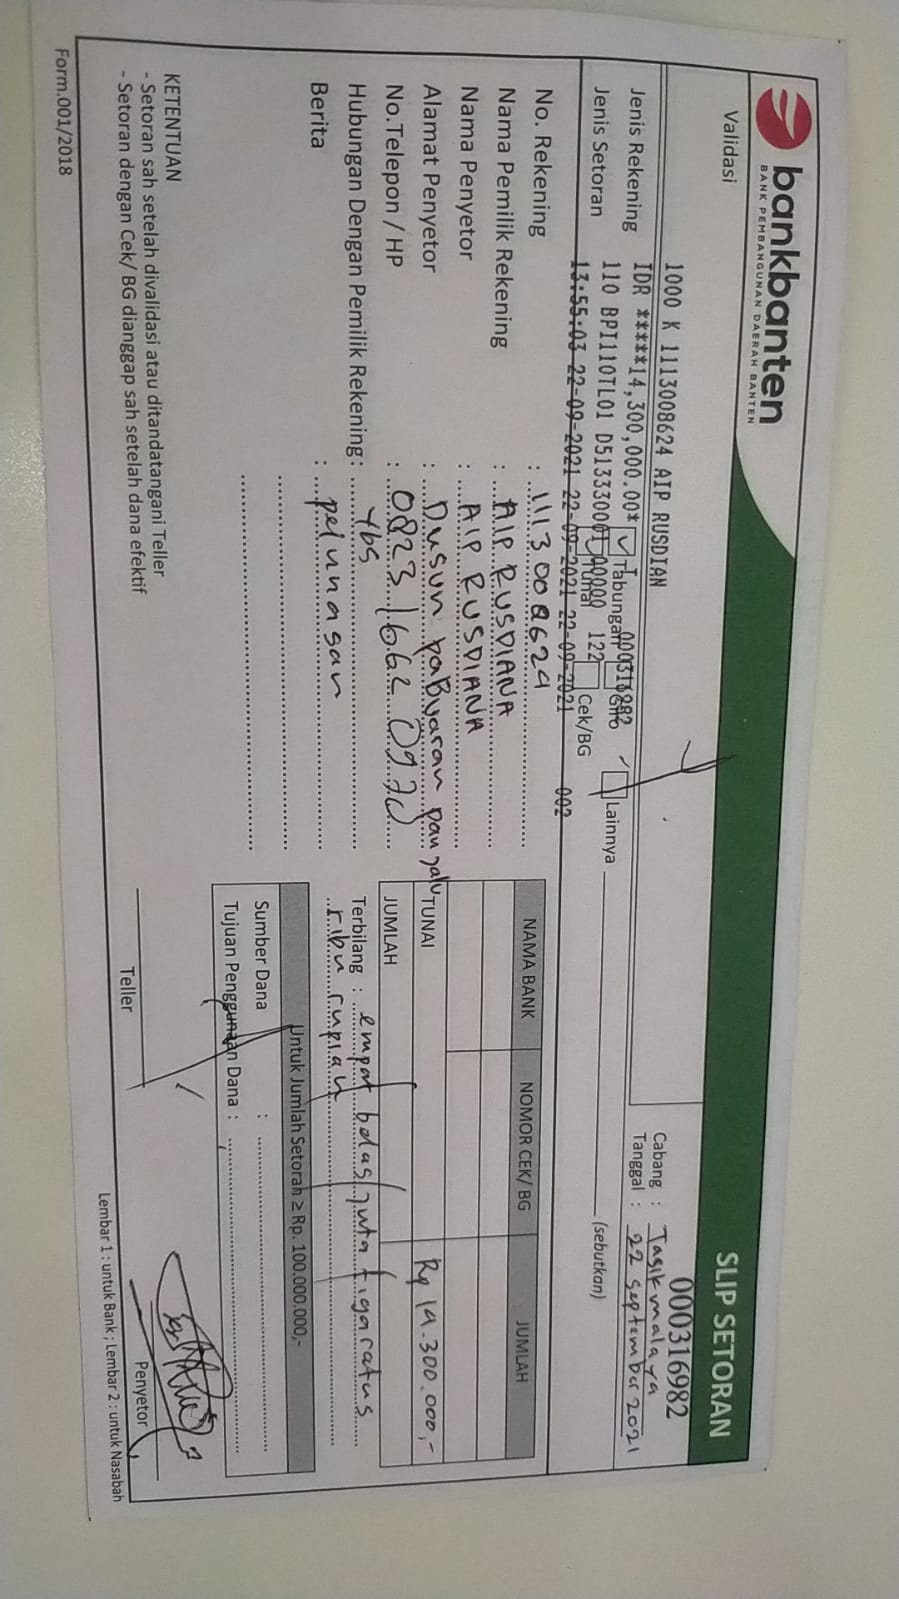 bankbanten
BANK PEMBANGUNAN DAERAH BANTEN
SLIP SETORAN
000316982
Validasi
Cabang : Tasikmalaya
Tanggal : 22 september 2021
1000 K 1113008624 AIP RUSDIAN
IDR *****14,300,000.00*
Jenis Rekening
Tabungan
Giro
Lainnya
(sebutkan)
110 BPI110TL01 D51333000 00000 122
Jenis Setoran
Tunai
Cek/BG
13:55:03 22-09-2021 22-09-2021 22-09-2021 002
No. Rekening : 1113008624
Nama Pemilik Rekening : AIP RUSDIANA
Nama Penyetor : AIP RUSDIANA
Alamat Penyetor : Dusun paByaran panjalu
No.Telepon / HP : 0823 1662
Hubungan Dengan Pemilik Rekening: Ybs
Berita : pelunasan
NAMA BANK NOMOR CEK/ BG JUMLAH
TUNAI Rp 14.300.000,-
JUMLAH
Terbilang : empat belas juta tiga ratus
ribu rupiah
Untuk Jumlah Setoran ≥ Rp. 100.000.000,-
Sumber Dana :
Tujuan Penggunaan Dana :
KETENTUAN
- Setoran sah setelah divalidasi atau ditandatangani Teller
- Setoran dengan Cek/ BG dianggap sah setelah dana efektif
Teller
Penyetor
Form.001/2018
Lembar 1 : untuk Bank ; Lembar 2 : untuk Nasabah